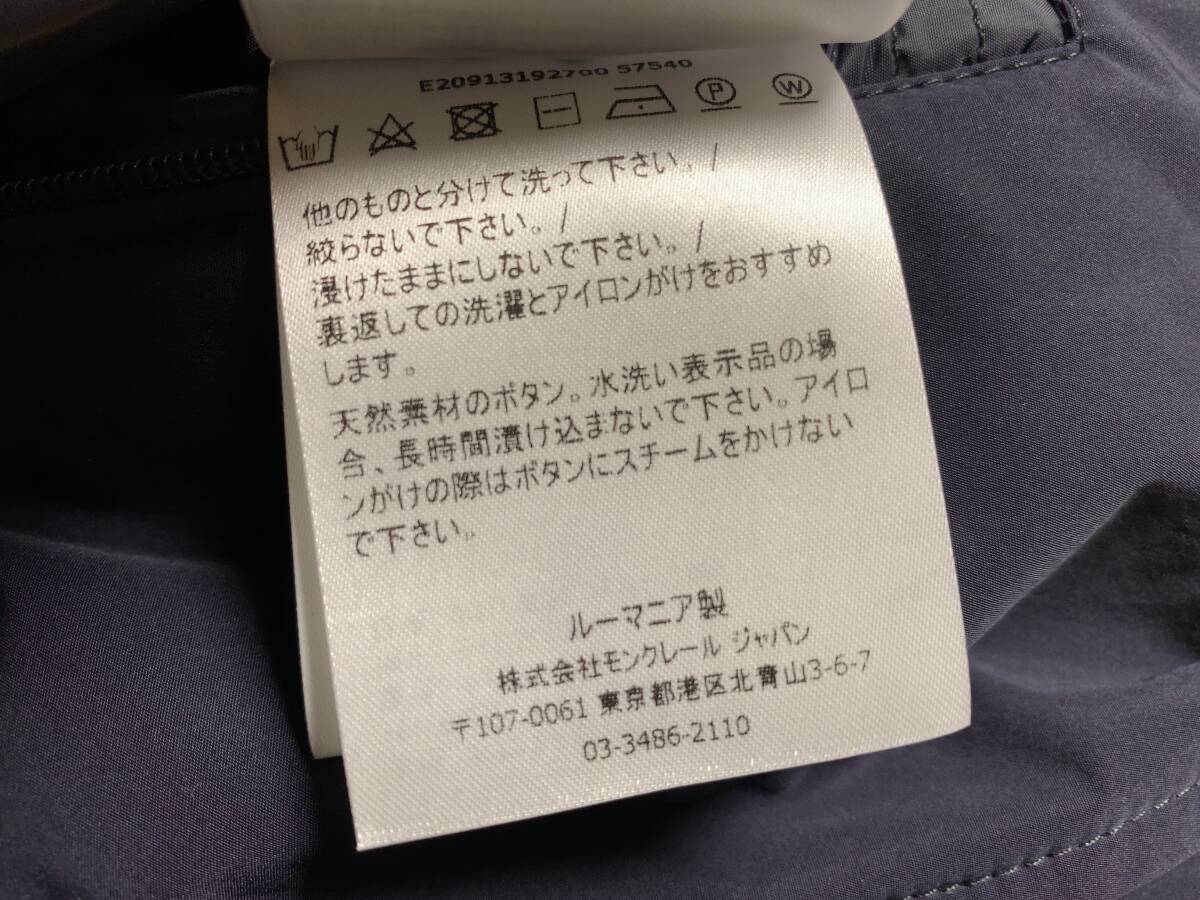 E20913192700 57540
P
W
他のものと分けて洗って下さい。/
絞らないで下さい。/
浸けたままにしないで下さい。/
裏返しての洗濯とアイロンがけをおすすめ
します。
天然素材のボタン。水洗い表示品の場
合、長時間漬け込まないで下さい。アイロ
ンがけの際はボタンにスチームをかけない
で下さい。
ルーマニア製
株式会社モンクレール ジャパン
〒107-0061 東京都港区北青山3-6-7
03-3486-2110